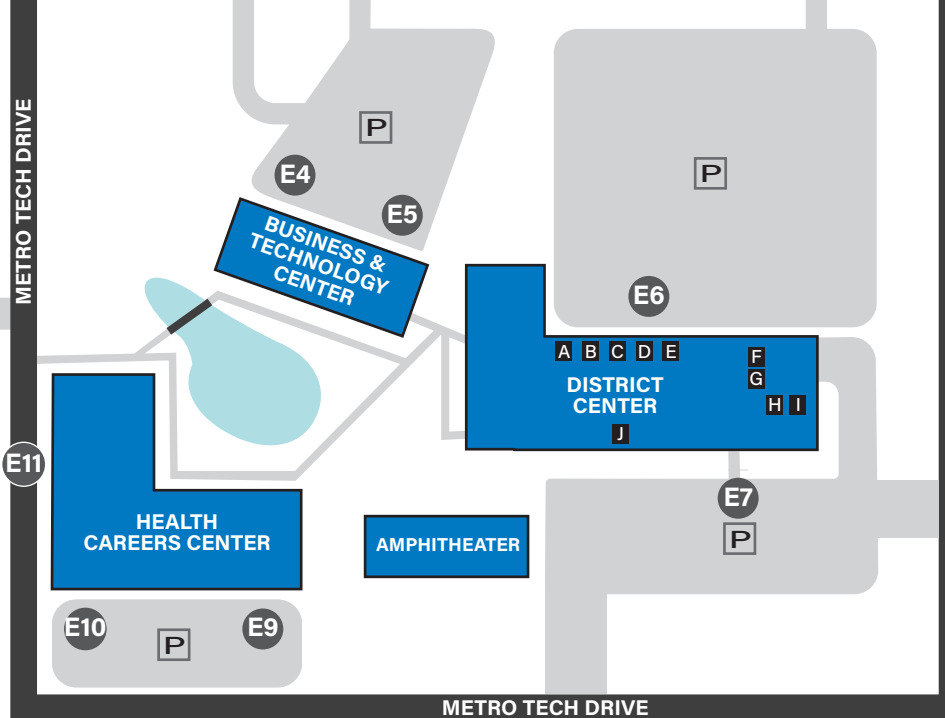 METRO TECH DRIVE
P
E4
E5
BUSINESS &
TECHNOLOGY
CENTER
P
E6
A B C D E
F
G
H I
DISTRICT
CENTER
J
E11
HEALTH
CAREERS CENTER
AMPHITHEATER
E7
P
E10
P
E9
METRO TECH DRIVE